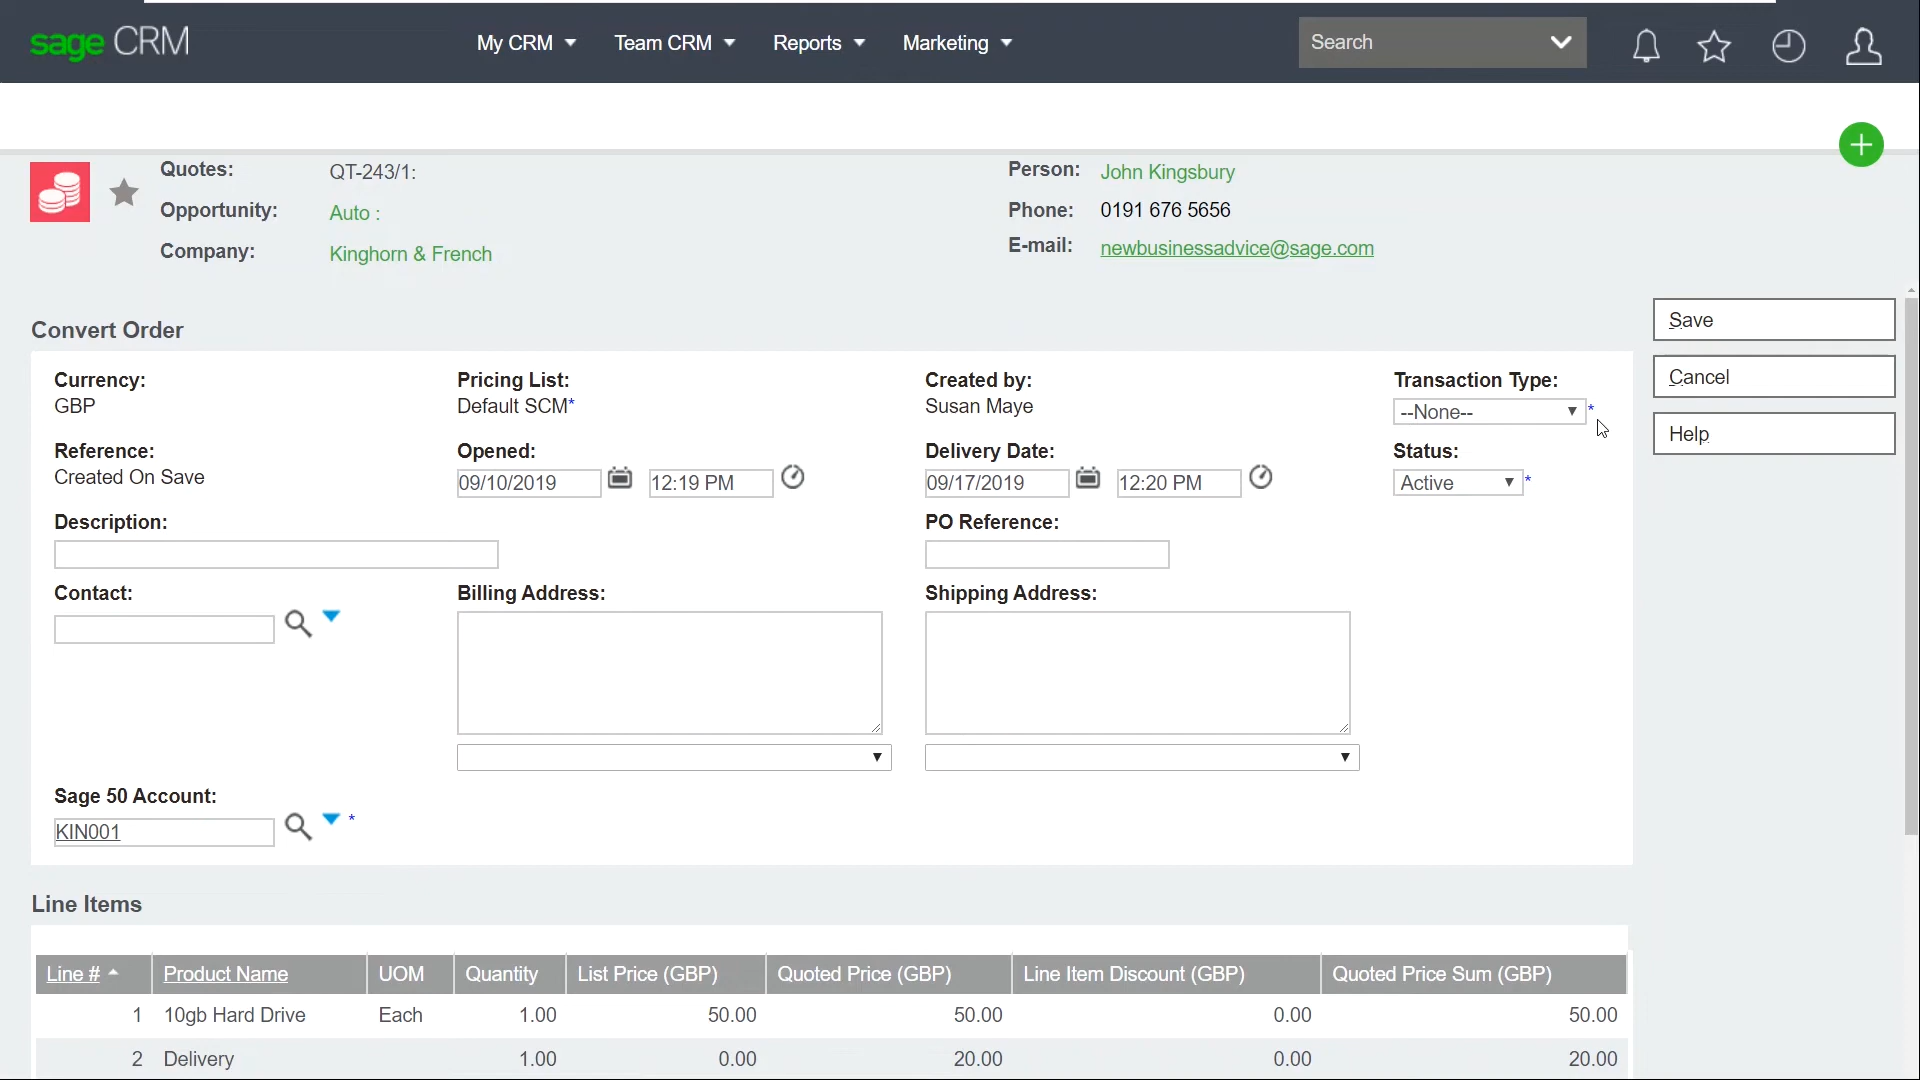 sage CRM
My CRM
Team CRM
Reports
Marketing
Search
Quotes: QT-243/1:
Opportunity: Auto :
Company: Kinghorn & French
Person: John Kingsbury
Phone: 0191 676 5656
E-mail: newbusinessadvice@sage.com
Convert Order
Save
Cancel
Help
Currency:
GBP
Pricing List:
Default SCM*
Created by:
Susan Maye
Transaction Type:
--None-- *
Reference:
Created On Save
Opened:
09/10/2019 12:19 PM
Delivery Date:
09/17/2019 12:20 PM
Status:
Active *
Description:
PO Reference:
Contact:
Billing Address:
Shipping Address:
Sage 50 Account:
KIN001 *
Line Items
Line # Product Name UOM Quantity List Price (GBP) Quoted Price (GBP) Line Item Discount (GBP) Quoted Price Sum (GBP)
1 10gb Hard Drive Each 1.00 50.00 50.00 0.00 50.00
2 Delivery 1.00 0.00 20.00 0.00 20.00